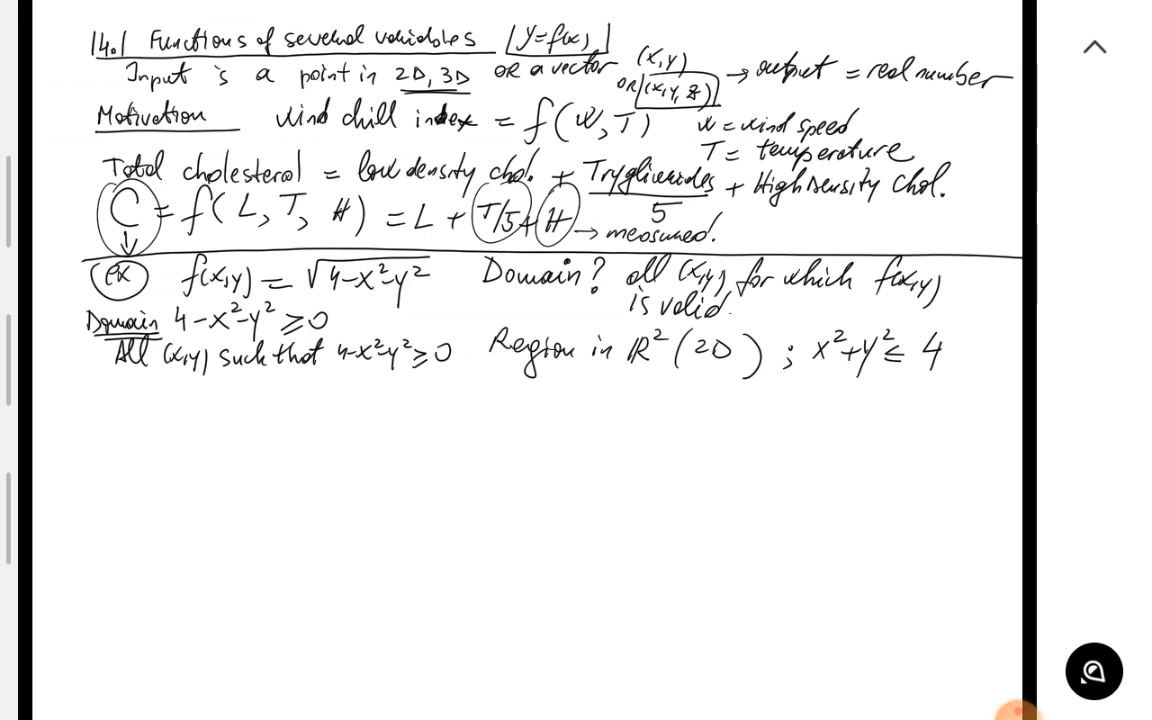 14.1 Functions of several variables [y=f(x)]
Input is a point in 2D, 3D OR a vector (x,y) OR (x,y,z) → output = real number
Motivation Wind chill index = f(W,T) W = wind speed
T = temperature
Total cholesterol = low density chol. + Tryglicerides/5 + High density Chol.
C = f(L, T, H) = L + T/5 + H → measured.
ex f(x,y) = √4-x²-y² Domain? all (x,y) for which f(x,y)
is valid.
Domain 4-x²-y² ≥ 0
All (x,y) such that 4-x²-y² ≥ 0 Region in ℝ² (2D) ; x²+y² ≤ 4